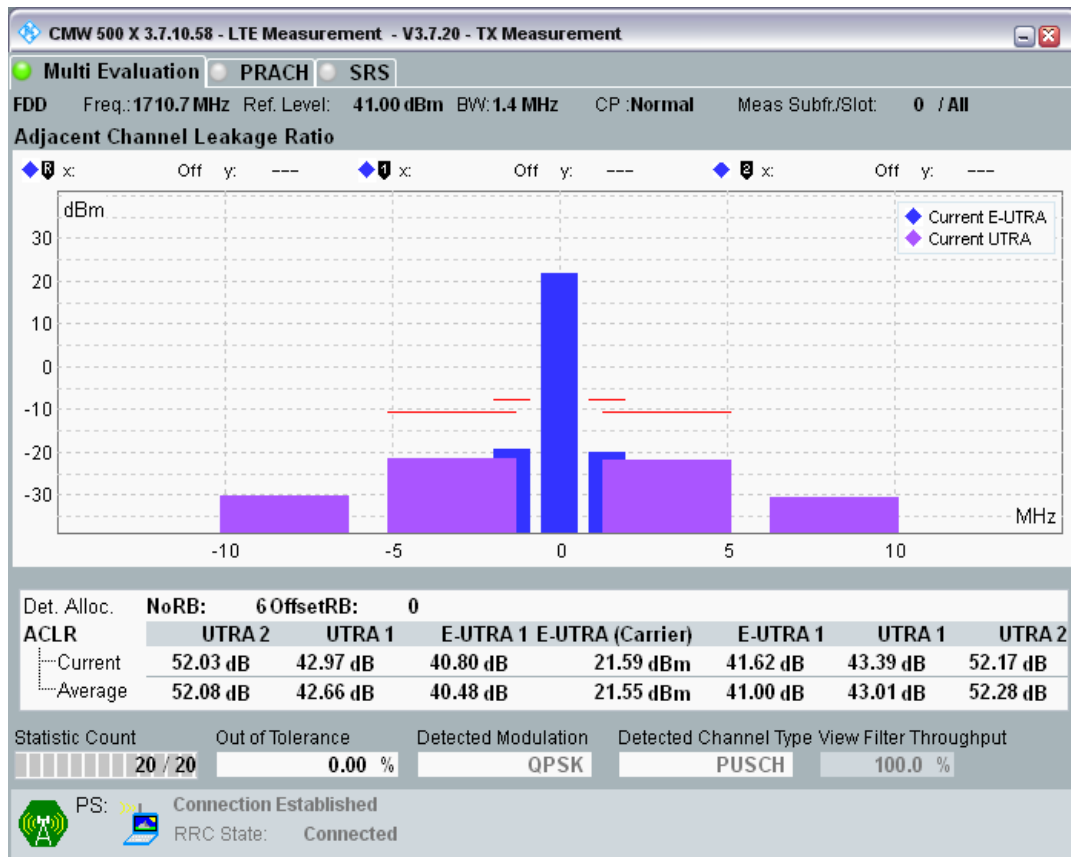 CMW 500 X 3.7.10.58 - LTE Measurement - V3.7.20 - TX Measurement
Multi Evaluation PRACH SRS
FDD Freq.:1710.7 MHz Ref. Level: 41.00 dBm BW:1.4 MHz CP :Normal Meas Subfr./Slot: 0 / All
Adjacent Channel Leakage Ratio
R x: Off y: --- 1 x: Off y: --- 2 x: Off y: ---
dBm
Current E-UTRA
Current UTRA
30
20
10
0
-10
-20
-30
MHz
-10 -5 0 5 10
Det. Alloc. NoRB: 6 OffsetRB: 0
ACLR UTRA 2 UTRA 1 E-UTRA 1 E-UTRA (Carrier) E-UTRA 1 UTRA 1 UTRA 2
Current 52.03 dB 42.97 dB 40.80 dB 21.59 dBm 41.62 dB 43.39 dB 52.17 dB
Average 52.08 dB 42.66 dB 40.48 dB 21.55 dBm 41.00 dB 43.01 dB 52.28 dB
Statistic Count Out of Tolerance Detected Modulation Detected Channel Type View Filter Throughput
20 / 20 0.00 % QPSK PUSCH 100.0 %
PS: Connection Established
RRC State: Connected